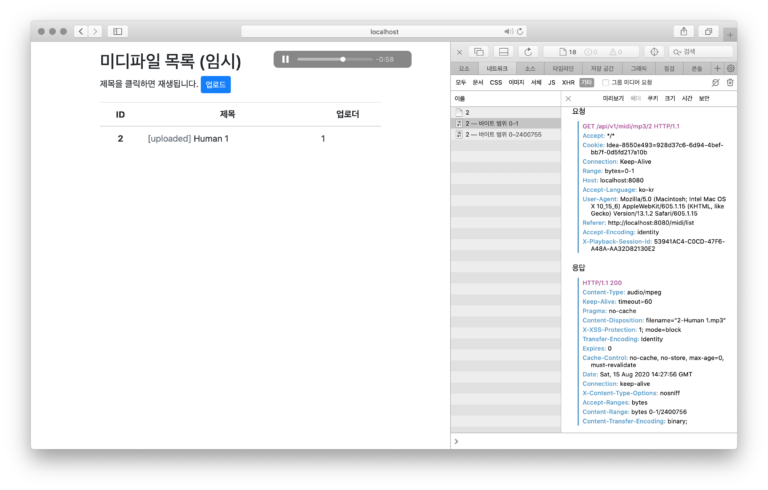 localhost
미디파일 목록 (임시)
-0:58
제목을 클릭하면 재생됩니다. 업로드
ID 제목 업로더
2 [uploaded] Human 1 1
18 0 0 검색
요소 네트워크 소스 타임라인 저장 공간 그래픽 점검 콘솔
모두 문서 CSS 이미지 서체 JS XHR 기타 그룹 미디어 요청
이름 미리보기 헤더 쿠키 크기 시간 보안
2
2 — 바이트 범위 0-1
2 — 바이트 범위 0-2400755
요청
GET /api/v1/midi/mp3/2 HTTP/1.1
Accept: */*
Cookie: Idea-8550e493=928d37c6-6d94-4bef-
bb7f-0d5fd217a10b
Connection: Keep-Alive
Range: bytes=0-1
Host: localhost:8080
Accept-Language: ko-kr
User-Agent: Mozilla/5.0 (Macintosh; Intel Mac OS
X 10_15_6) AppleWebKit/605.1.15 (KHTML, like
Gecko) Version/13.1.2 Safari/605.1.15
Referer: http://localhost:8080/midi/list
Accept-Encoding: identity
X-Playback-Session-Id: 53941AC4-C0CD-47F6-
A48A-AA32D82130E2
응답
HTTP/1.1 200
Content-Type: audio/mpeg
Keep-Alive: timeout=60
Pragma: no-cache
Content-Disposition: filename="2-Human 1.mp3"
X-XSS-Protection: 1; mode=block
Transfer-Encoding: Identity
Expires: 0
Cache-Control: no-cache, no-store, max-age=0,
must-revalidate
Date: Sat, 15 Aug 2020 14:27:56 GMT
Connection: keep-alive
X-Content-Type-Options: nosniff
Accept-Ranges: bytes
Content-Range: bytes 0-1/2400756
Content-Transfer-Encoding: binary;